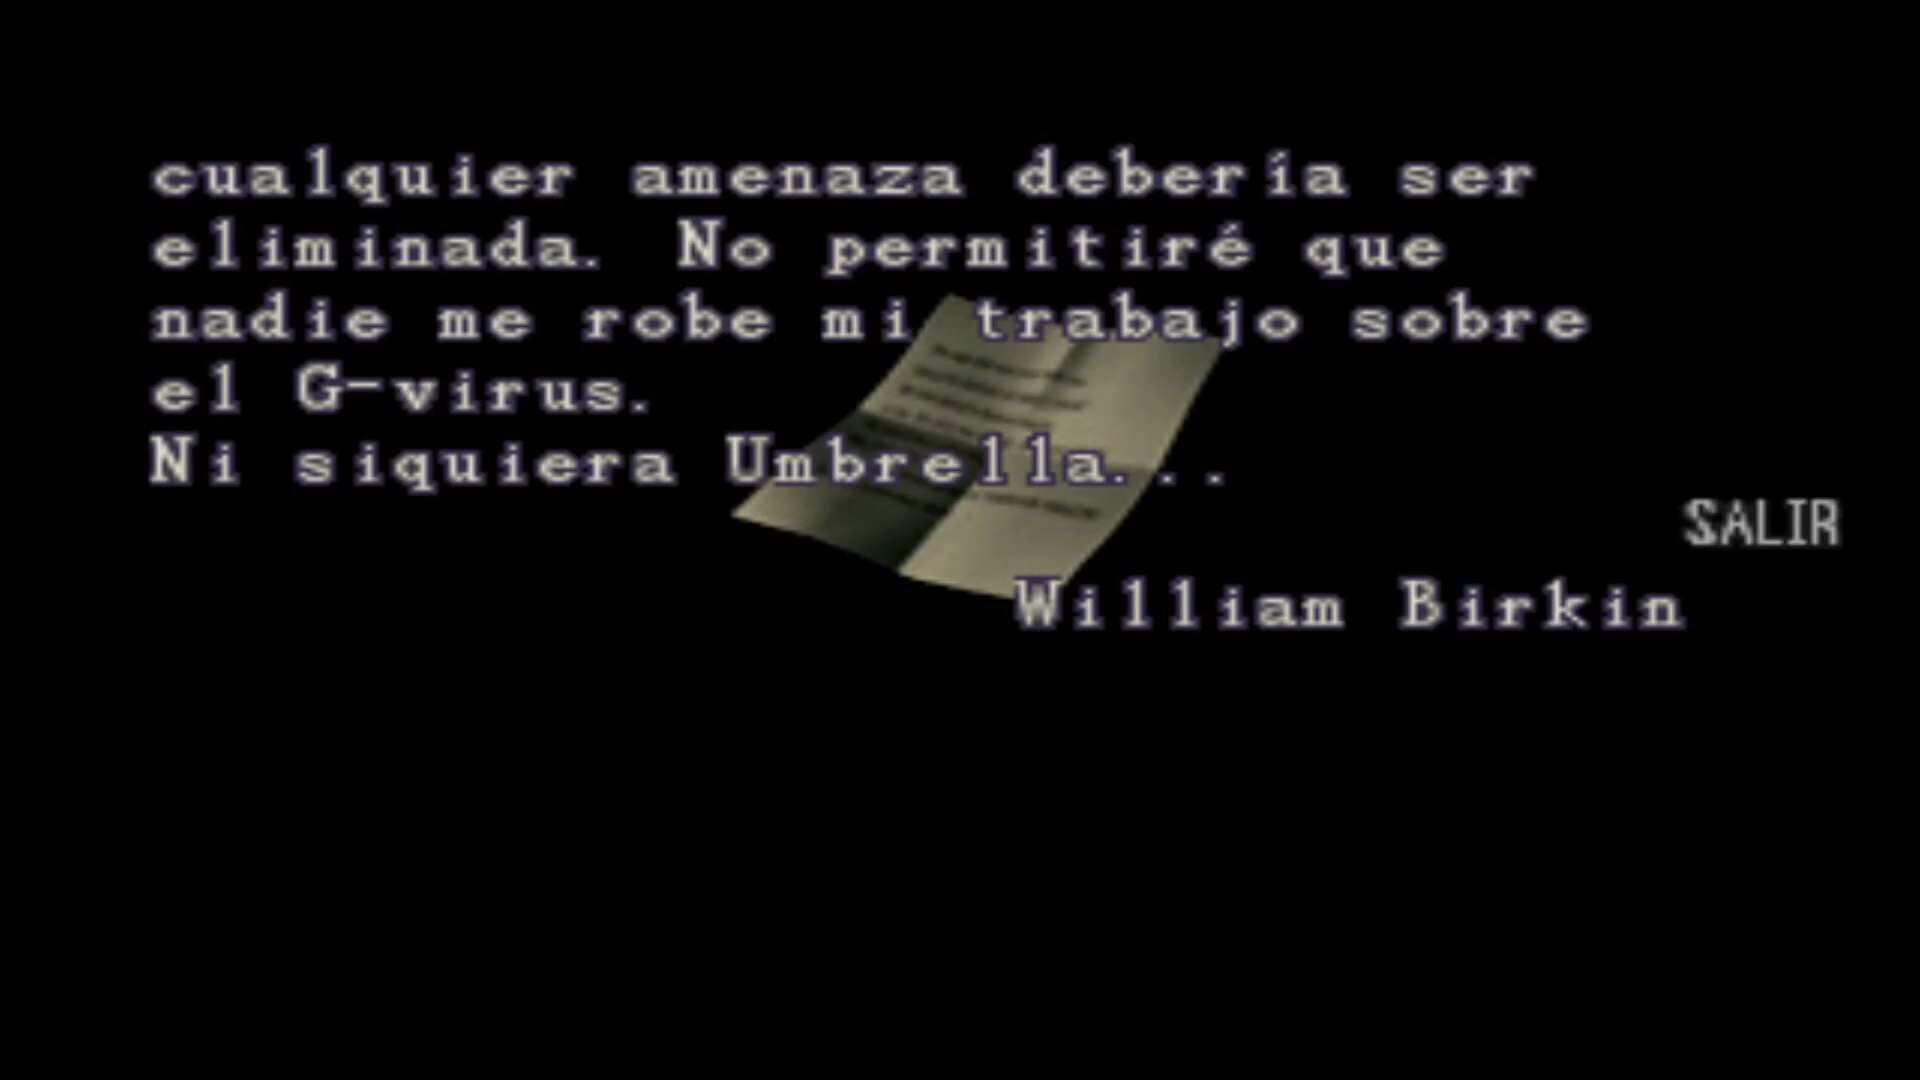 cualquier amenaza debería ser
eliminada. No permitiré que
nadie me robe mi trabajo sobre
el G-virus.
Ni siquiera Umbrella...
SALIR
William Birkin